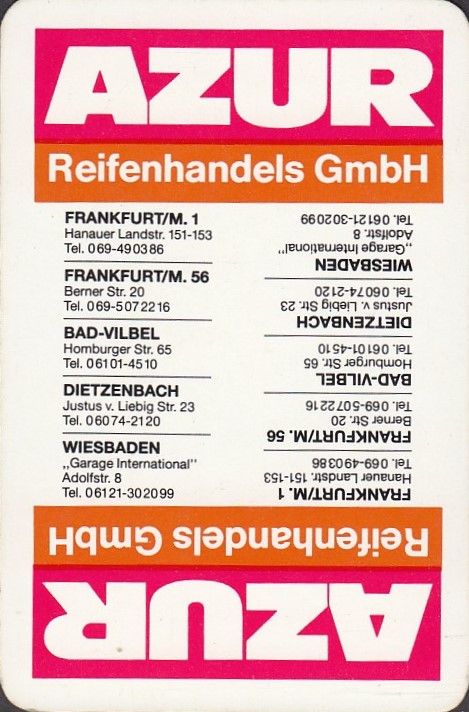 AZUR
Reifenhandels GmbH
FRANKFURT/M. 1
Hanauer Landstr. 151-153
Tel. 069-490386
FRANKFURT/M. 56
Berner Str. 20
Tel. 069-5072216
BAD-VILBEL
Homburger Str. 65
Tel. 06101-4510
DIETZENBACH
Justus v. Liebig Str. 23
Tel. 06074-2120
WIESBADEN
„Garage International"
Adolfstr. 8
Tel. 06121-302099
AZUR
Reifenhandels GmbH
FRANKFURT/M. 1
Hanauer Landstr. 151-153
Tel. 069-490386
FRANKFURT/M. 56
Berner Str. 20
Tel. 069-5072216
BAD-VILBEL
Homburger Str. 65
Tel. 06101-4510
DIETZENBACH
Justus v. Liebig Str. 23
Tel. 06074-2120
WIESBADEN
„Garage International"
Adolfstr. 8
Tel. 06121-302099